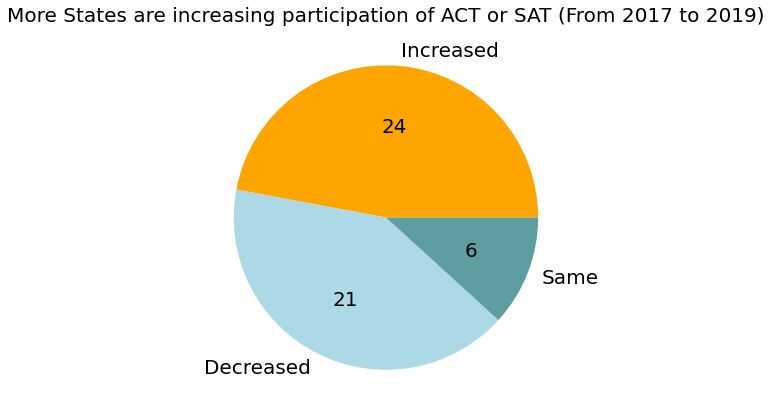 More States are increasing participation of ACT or SAT (From 2017 to 2019)
Increased
24
6
Same
21
Decreased